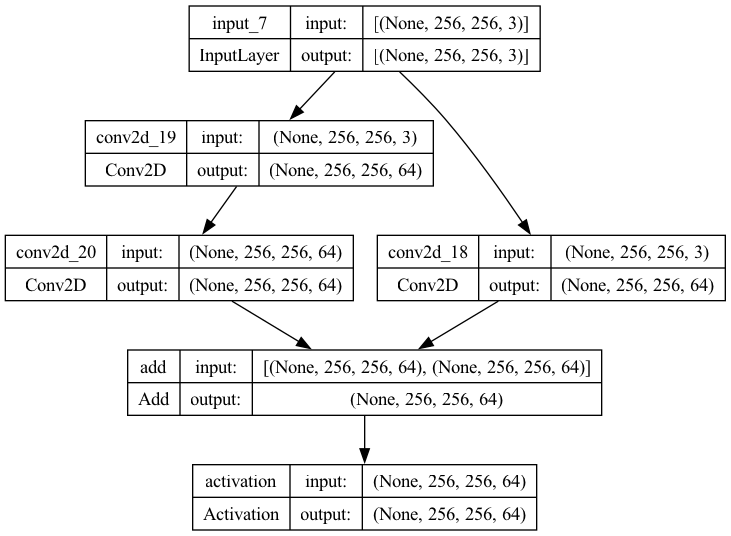 input_7 input: [(None, 256, 256, 3)]
InputLayer output: [(None, 256, 256, 3)]
conv2d_19 input: (None, 256, 256, 3)
Conv2D output: (None, 256, 256, 64)
conv2d_20 input: (None, 256, 256, 64)
Conv2D output: (None, 256, 256, 64)
conv2d_18 input: (None, 256, 256, 3)
Conv2D output: (None, 256, 256, 64)
add input: [(None, 256, 256, 64), (None, 256, 256, 64)]
Add output: (None, 256, 256, 64)
activation input: (None, 256, 256, 64)
Activation output: (None, 256, 256, 64)